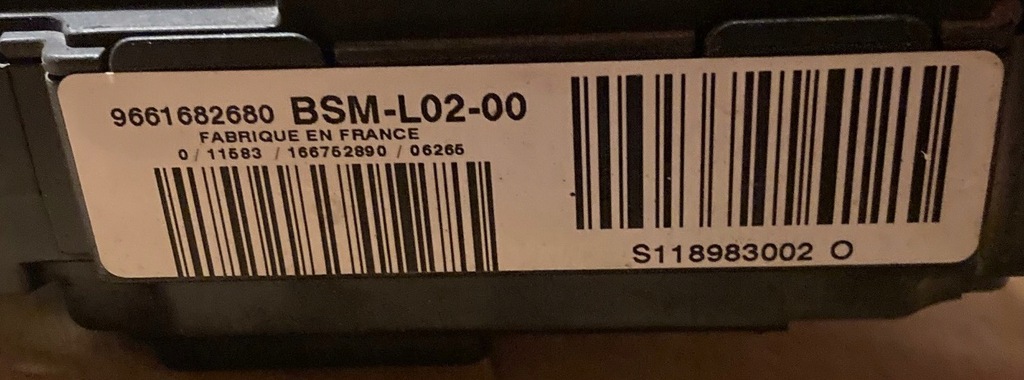 9661682680 BSM-L02-00
FABRIQUE EN FRANCE
0 / 11583 / 166752890 / 06265
S118983002 O